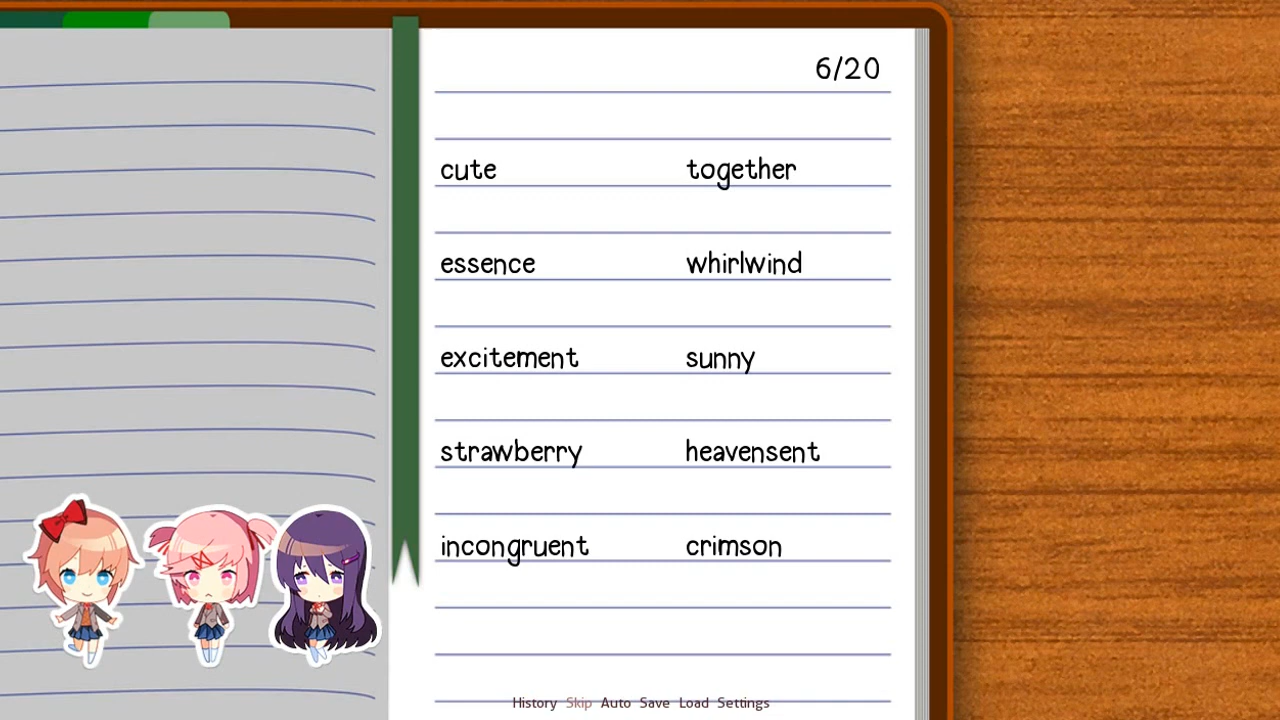 6/20
cute together
essence whirlwind
excitement sunny
strawberry heavensent
incongruent crimson
History Skip Auto Save Load Settings